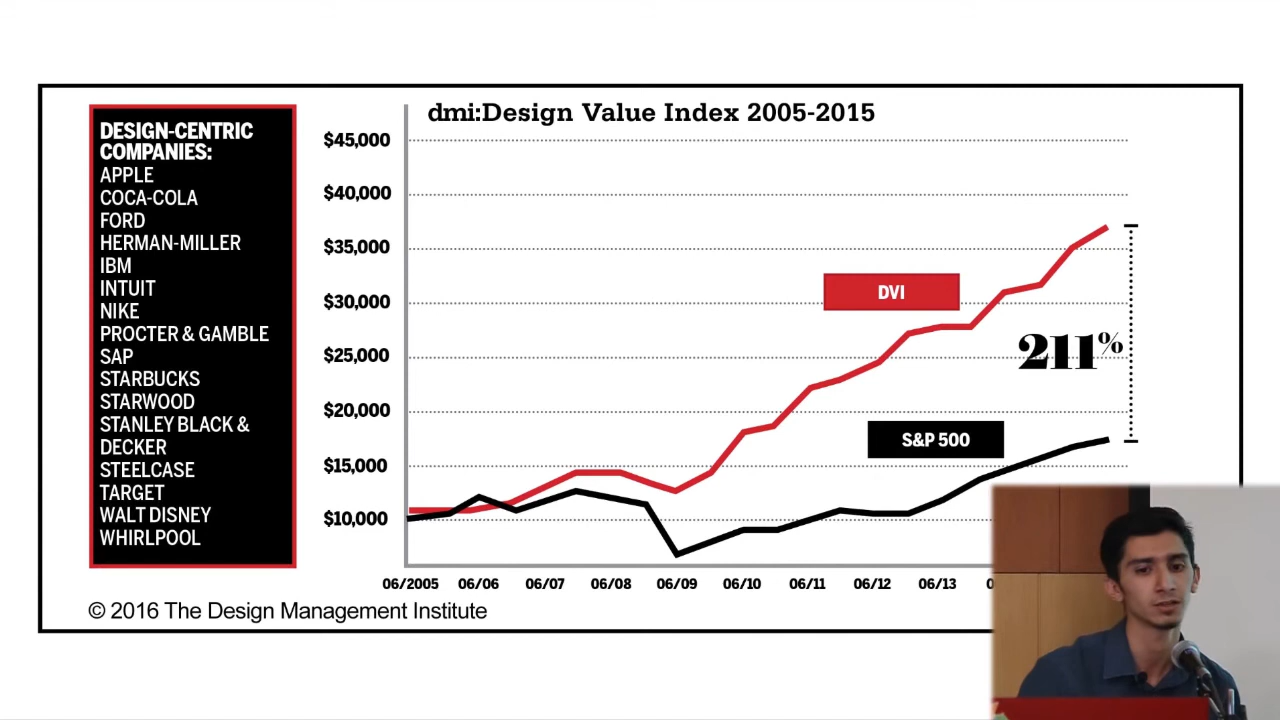 dmi:Design Value Index 2005-2015
DESIGN-CENTRIC
COMPANIES:
APPLE
COCA-COLA
FORD
HERMAN-MILLER
IBM
INTUIT
NIKE
PROCTER & GAMBLE
SAP
STARBUCKS
STARWOOD
STANLEY BLACK &
DECKER
STEELCASE
TARGET
WALT DISNEY
WHIRLPOOL
$45,000
$40,000
$35,000
$30,000
$25,000
$20,000
$15,000
$10,000
DVI
211%
S&P 500
06/2005 06/06 06/07 06/08 06/09 06/10 06/11 06/12 06/13
© 2016 The Design Management Institute